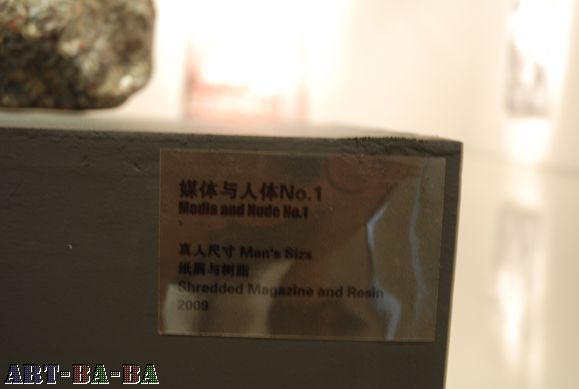 媒体与人体No.1
Media and Nude No.1
真人尺寸 Man's Size
纸屑与树脂
Shredded Magazine and Resin
2009
ART-BA-BA